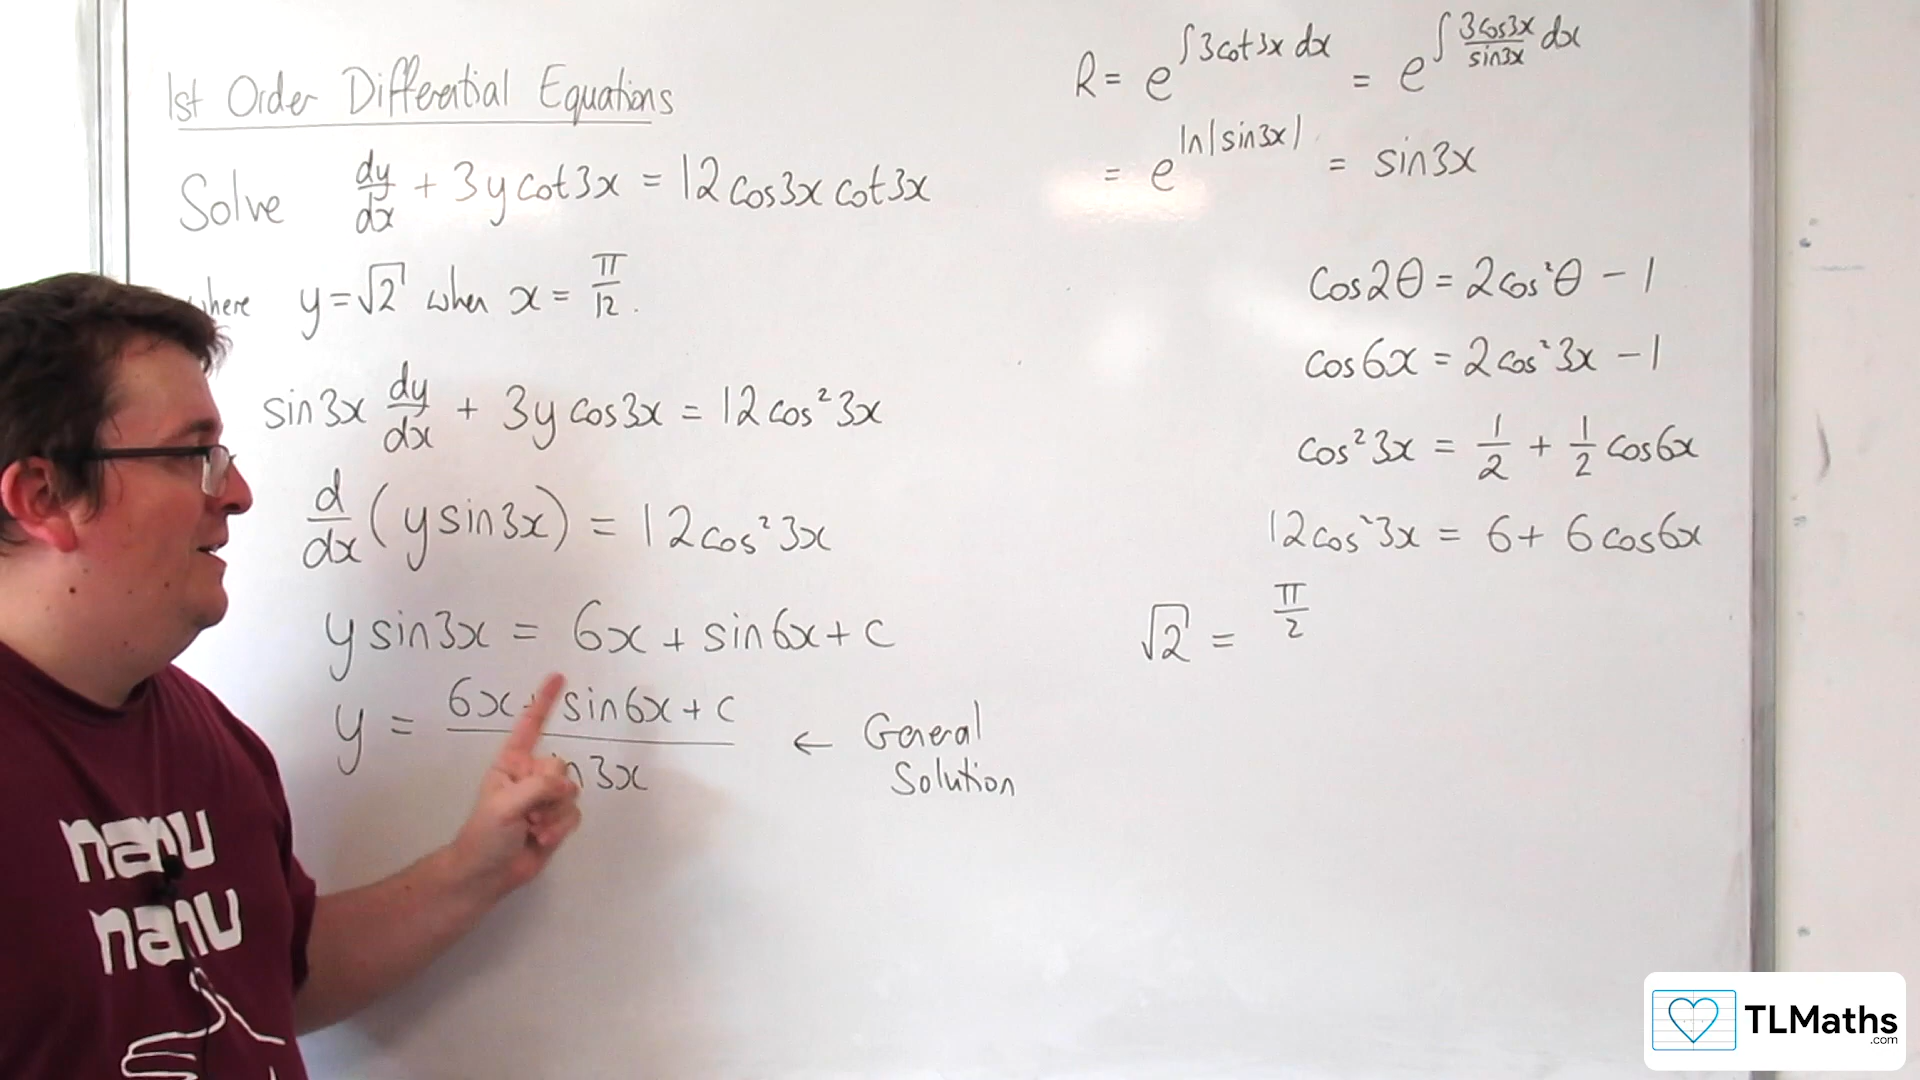 1st Order Differential Equations
Solve dy/dx + 3y cot3x = 12 cos3x cot3x
where y = √2 when x = π/12.
sin3x dy/dx + 3y cos3x = 12 cos²3x
d/dx (y sin3x) = 12 cos²3x
y sin3x = 6x + sin6x + c
y = 6x + sin6x + c
n3x
← General
Solution
R = e^∫3cot3x dx = e^∫3cos3x/sin3x dx
= e^ln|sin3x| = sin3x
cos2θ = 2cos²θ - 1
cos6x = 2cos²3x - 1
cos²3x = 1/2 + 1/2 cos6x
12cos²3x = 6 + 6cos6x
√2 = π/2
nanu
nanu
TLMaths
.com